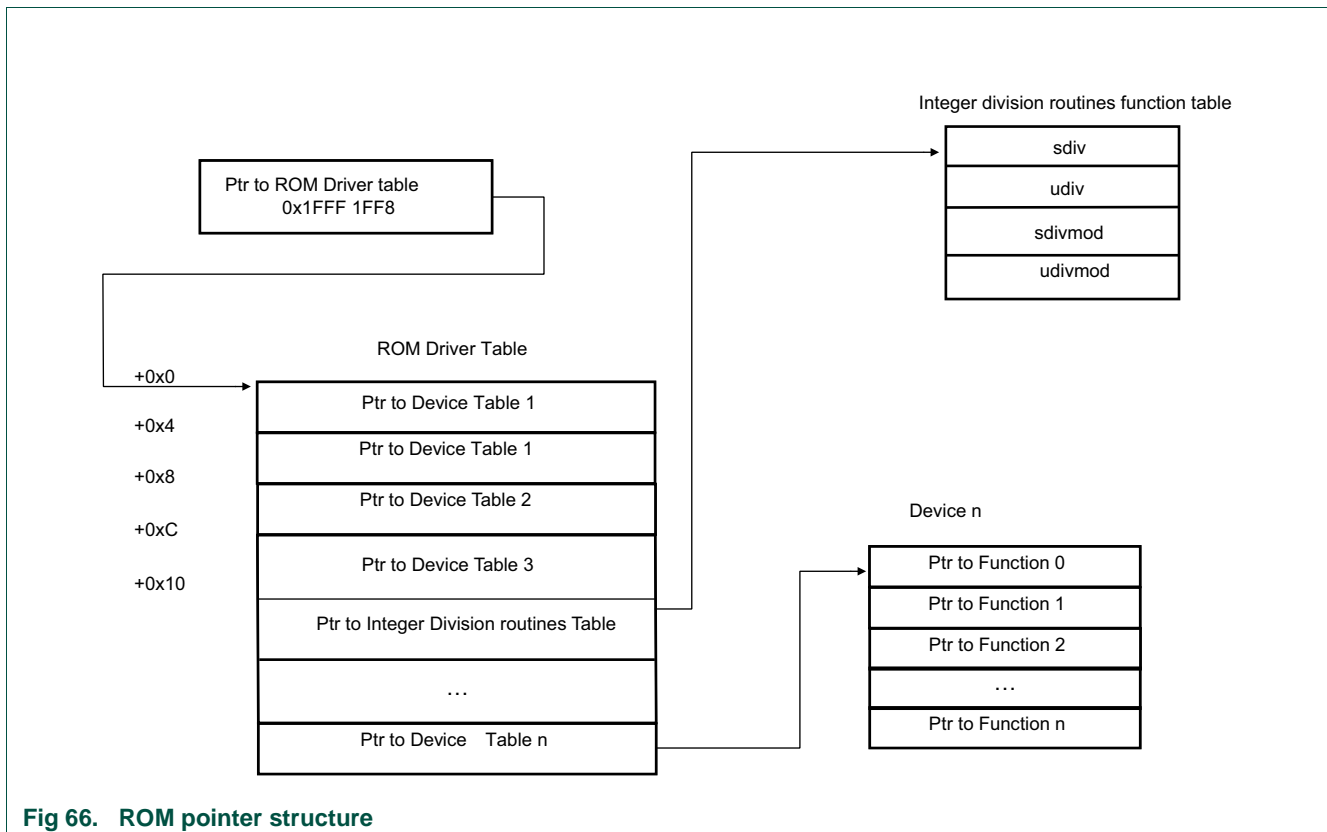 Integer division routines function table
sdiv
udiv
sdivmod
udivmod
Ptr to ROM Driver table
0x1FFF 1FF8
ROM Driver Table
+0x0
+0x4
+0x8
+0xC
+0x10
Ptr to Device Table 1
Ptr to Device Table 1
Ptr to Device Table 2
Ptr to Device Table 3
Ptr to Integer Division routines Table
…
Ptr to Device Table n
Device n
Ptr to Function 0
Ptr to Function 1
Ptr to Function 2
…
Ptr to Function n
Fig 66. ROM pointer structure